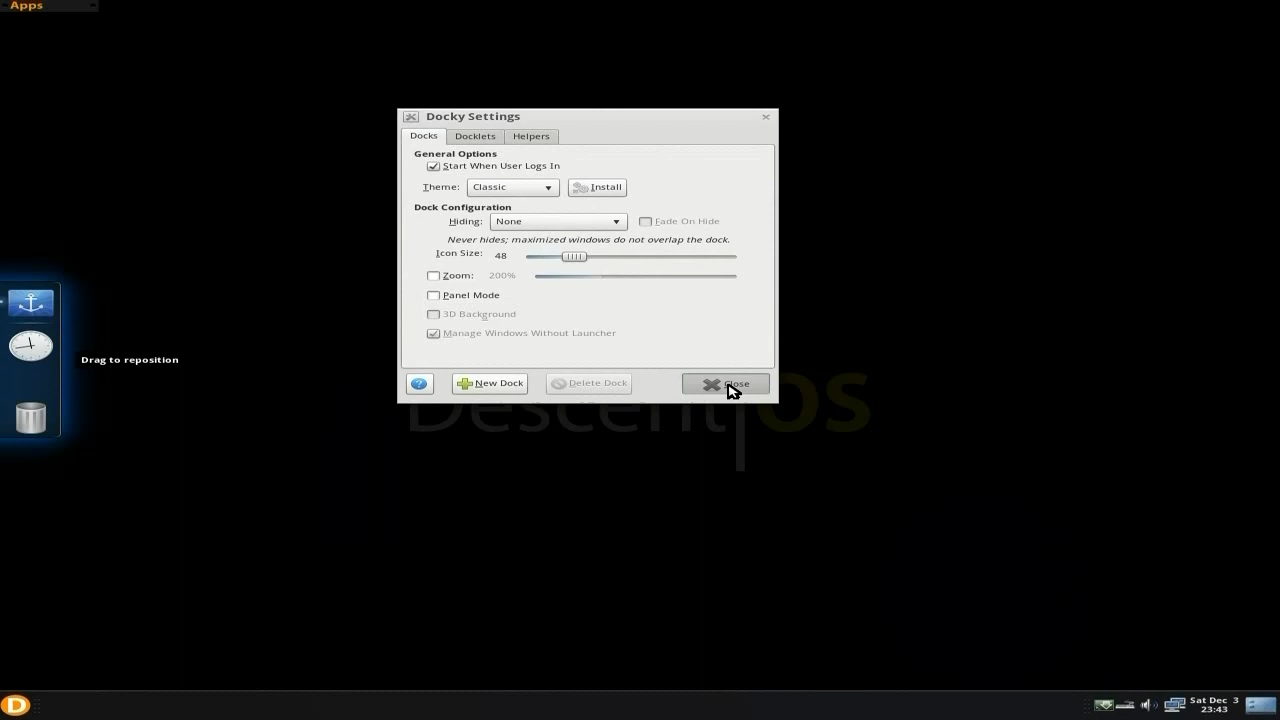 Apps
Docky Settings
Docks Docklets Helpers
General Options
Start When User Logs In
Theme: Classic Install
Dock Configuration
Hiding: None Fade On Hide
Never hides; maximized windows do not overlap the dock.
Icon Size: 48
Zoom: 200%
Panel Mode
3D Background
Manage Windows Without Launcher
Drag to reposition
? New Dock Delete Dock Close
Descent|OS
D
Sat Dec 3
23:43